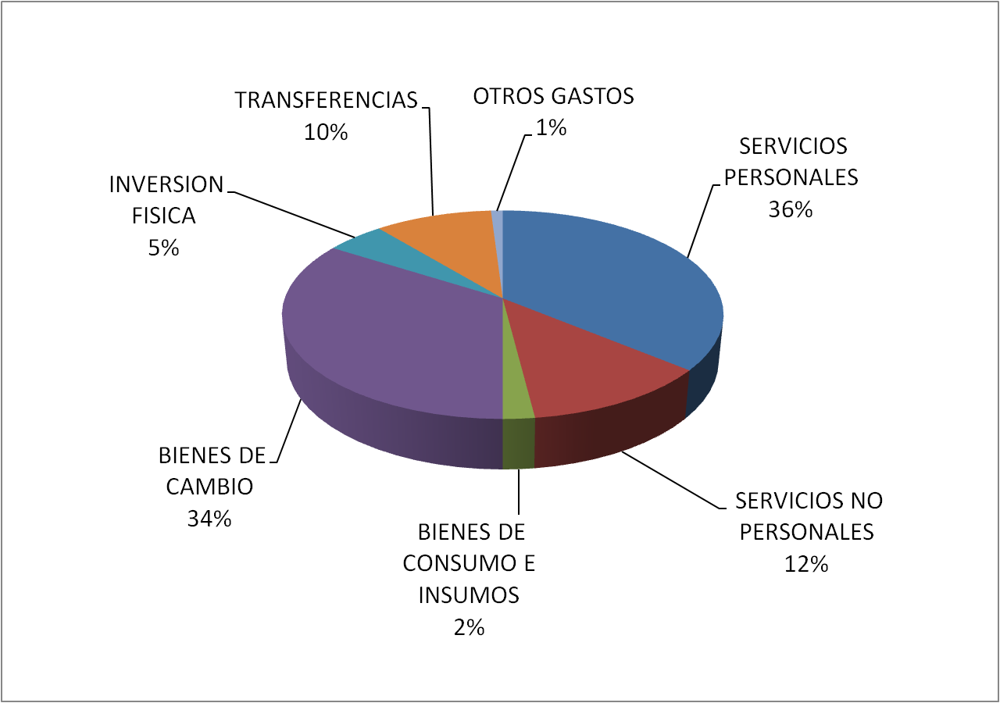 TRANSFERENCIAS
10%
OTROS GASTOS
1%
SERVICIOS
PERSONALES
36%
INVERSION
FISICA
5%
BIENES DE
CAMBIO
34%
BIENES DE
CONSUMO E
INSUMOS
2%
SERVICIOS NO
PERSONALES
12%